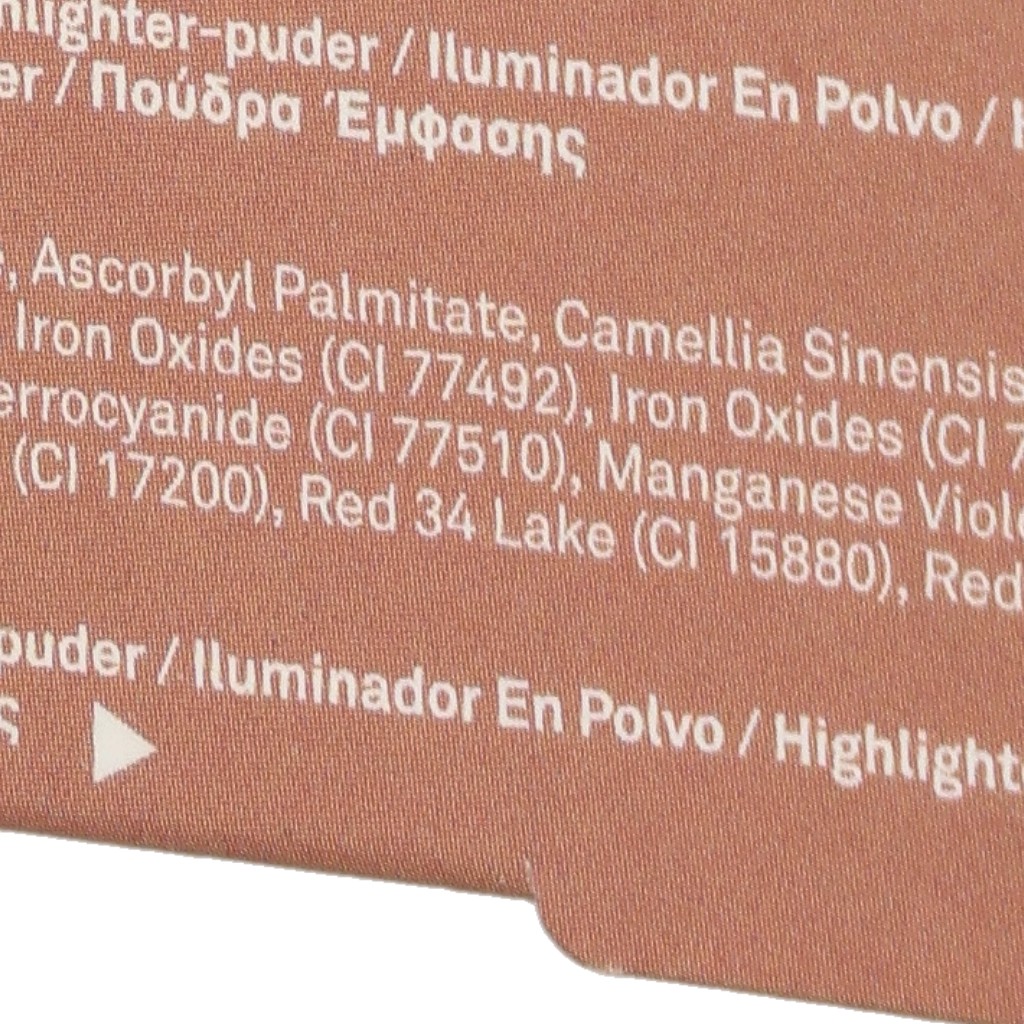 hlighter-puder / Iluminador En Polvo /
er / Πούδρα Έμφασης
, Ascorbyl Palmitate, Camellia Sinensis
Iron Oxides (CI 77492), Iron Oxides (CI 7
errocyanide (CI 77510), Manganese Viol
(CI 17200), Red 34 Lake (CI 15880), Red
puder / Iluminador En Polvo / Highlight
ς